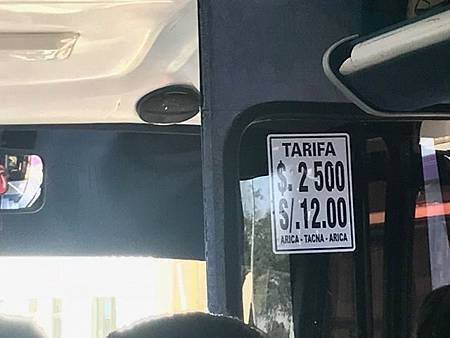 TARIFA
$. 2 500
S/.12.00
ARICA - TACNA - ARICA